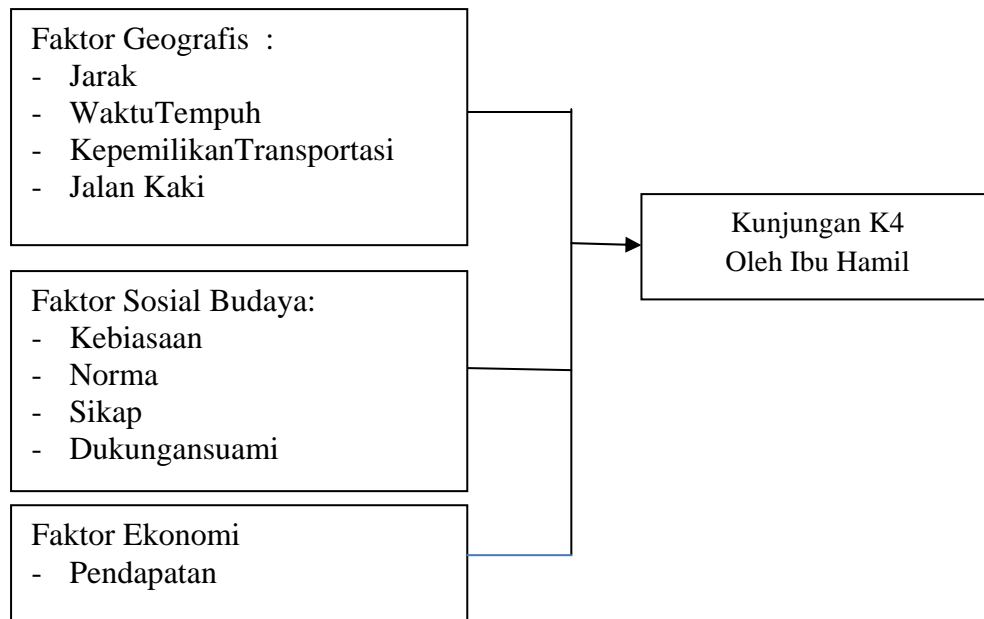 Faktor Geografis :
- Jarak
- WaktuTempuh
- KepemilikanTransportasi
- Jalan Kaki
Kunjungan K4
Oleh Ibu Hamil
Faktor Sosial Budaya:
- Kebiasaan
- Norma
- Sikap
- Dukungansuami
Faktor Ekonomi
- Pendapatan